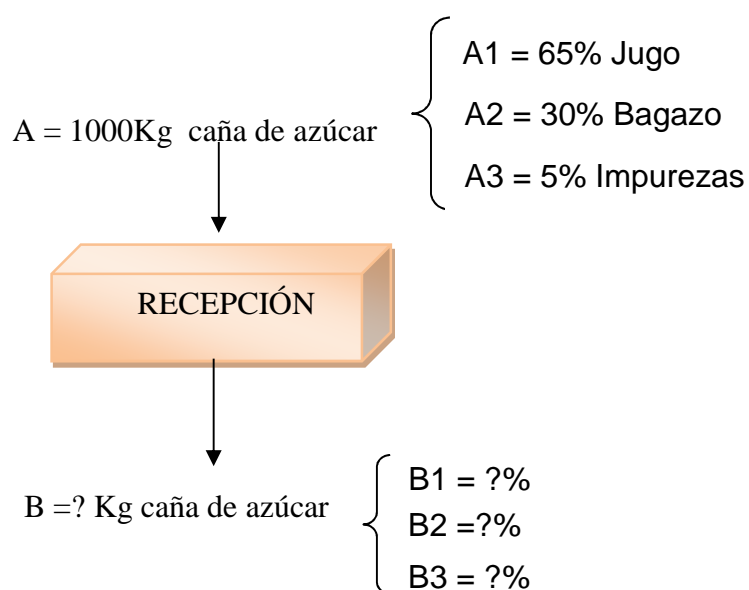 A1 = 65% Jugo
A = 1000Kg  caña de azúcar
A2 = 30% Bagazo
A3 = 5% Impurezas
RECEPCIÓN
B =? Kg caña de azúcar
B1 = ?%
B2 =?%
B3 = ?%